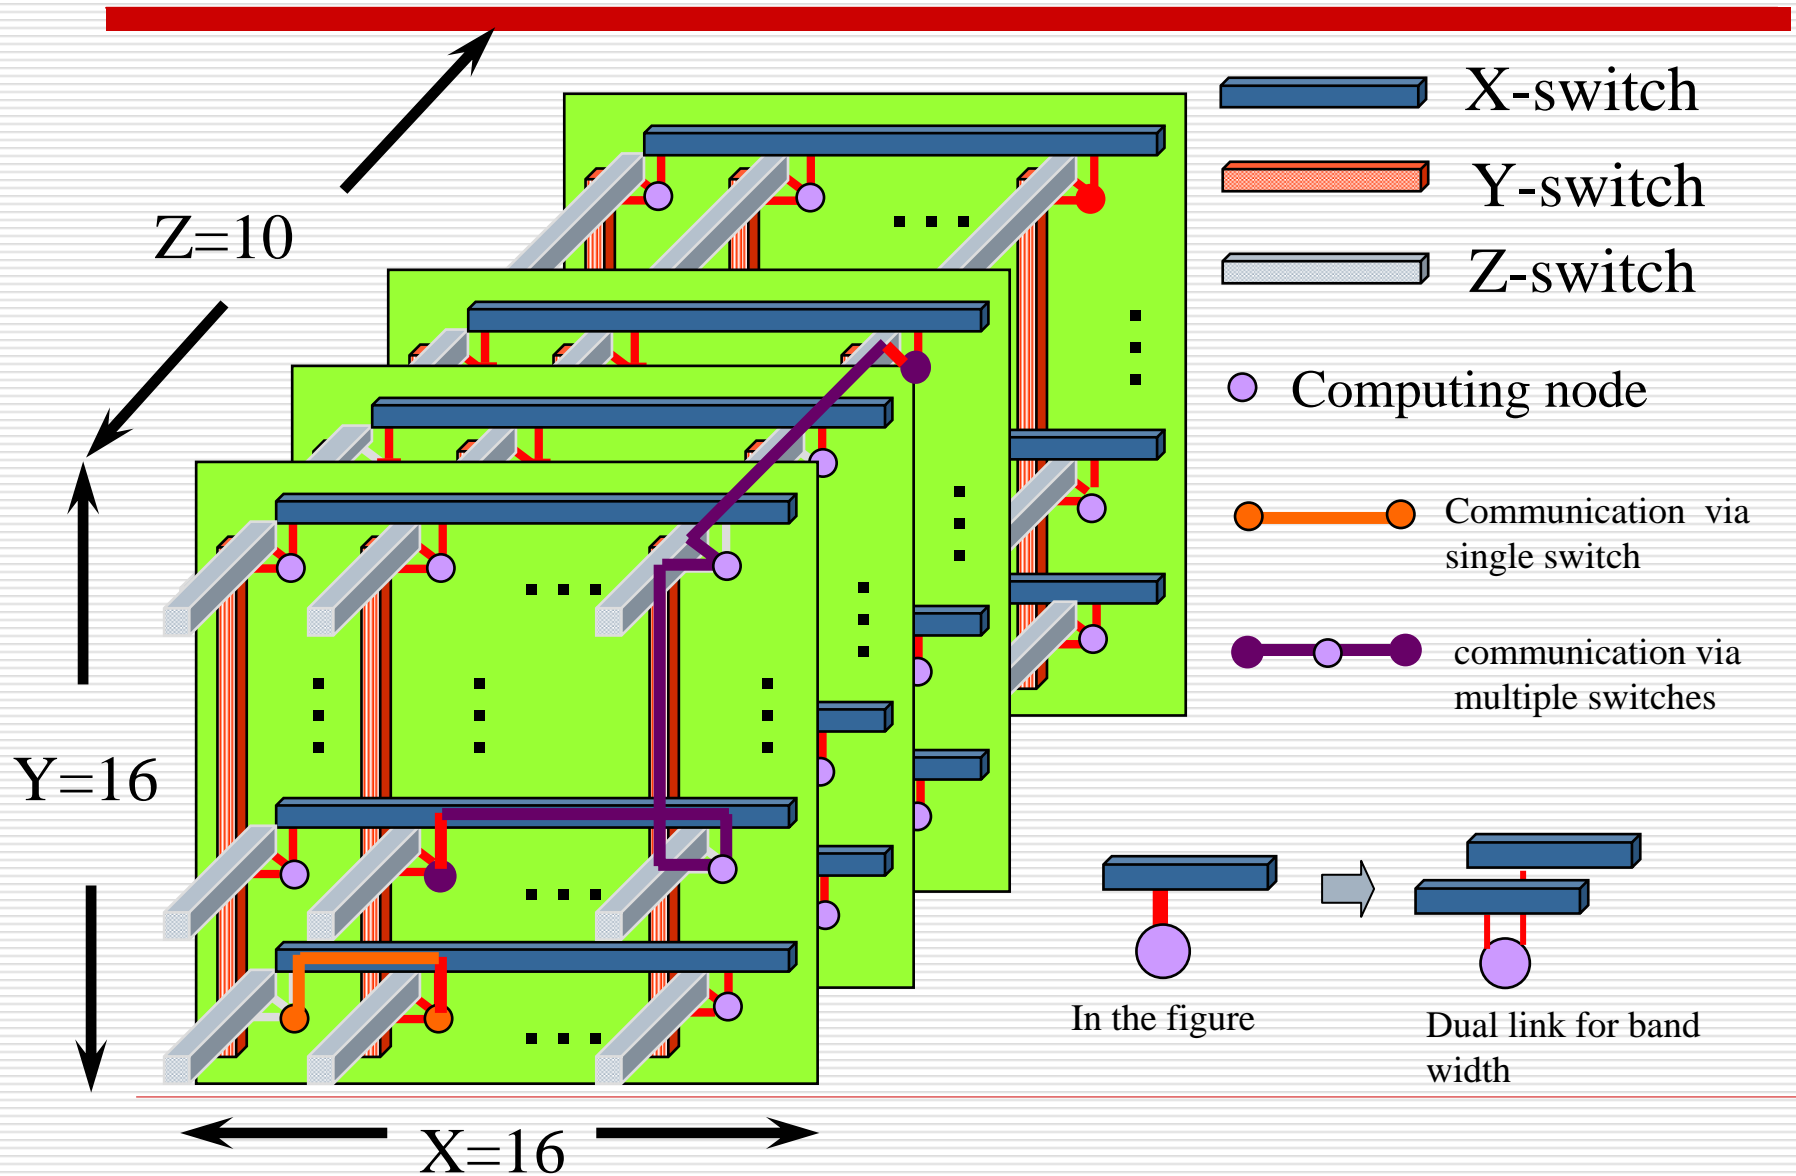 X-switch
Y-switch
Z=10
Z-switch
Computing node
Communication via
single switch
communication via
multiple switches
Y=16
In the figure
Dual link for band
width
X=16